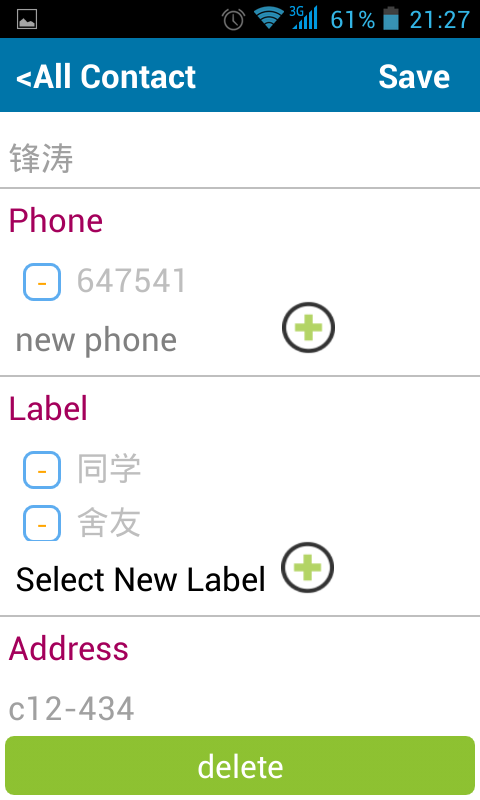 3G 61% 21:27
<All Contact Save
锋涛
Phone
- 647541
new phone
Label
- 同学
- 舍友
Select New Label
Address
c12-434
delete